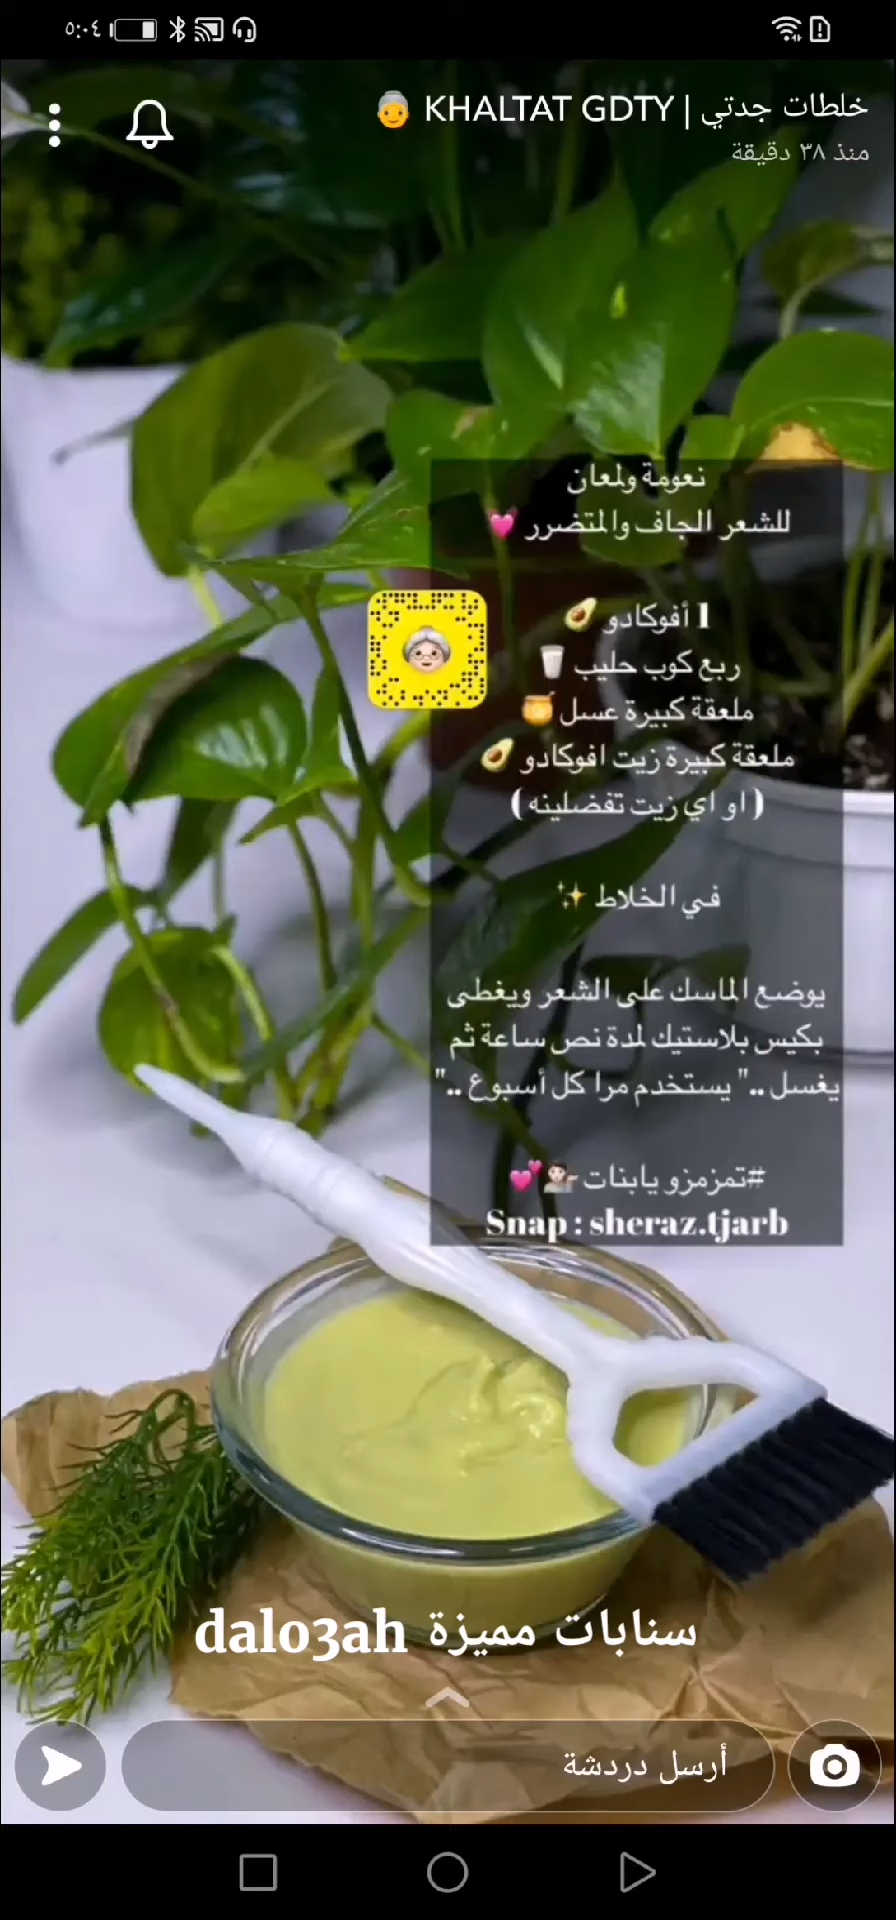 ٥:٠٤
خلطات جدتي | KHALTAT GDTY 👵
منذ ٣٨ دقيقة
نعومة ولمعان
للشعر الجاف والمتضرر 💓
1 أفوكادو 🥑
ربع كوب حليب 🥛
ملعقة كبيرة عسل 🍯
ملعقة كبيرة زيت افوكادو 🥑
( او اي زيت تفضلينه )
في الخلاط ✨
يوضع الماسك على الشعر ويغطى
بكيس بلاستيك لمدة نص ساعة ثم
يغسل .." يستخدم مرا كل أسبوع .."
#تمزمزو يابنات 💁🏻💕
Snap : sheraz.tjarb
سنابات مميزة dalo3ah
أرسل دردشة